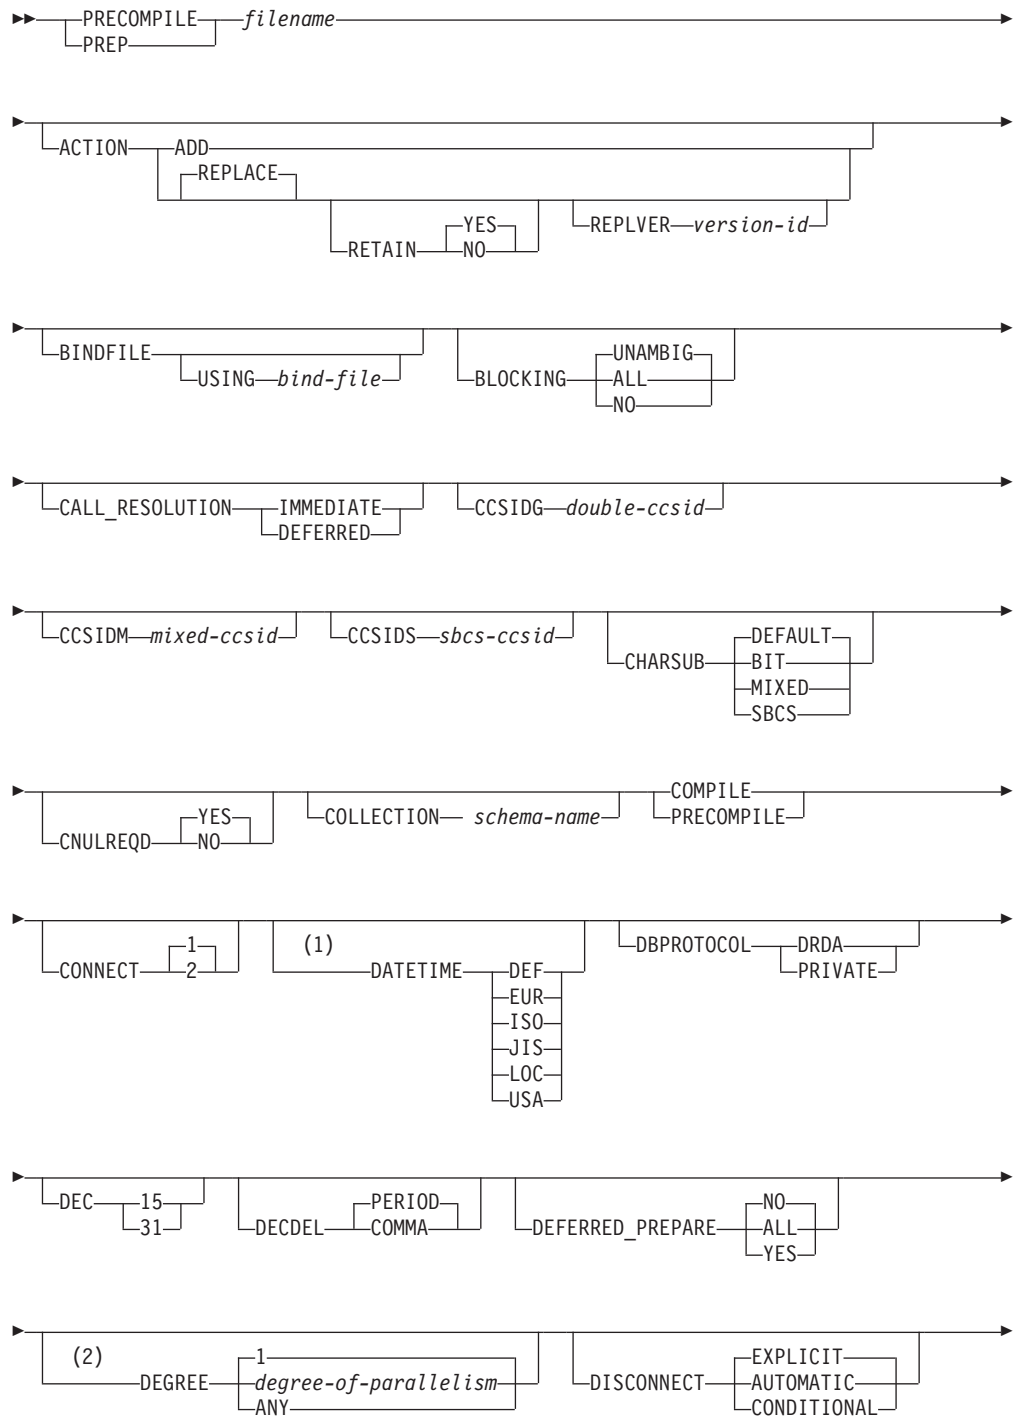 PRECOMPILE filename
PREP
ACTION ADD
REPLACE
REPLVER version-id
YES
RETAIN NO
BINDFILE
USING bind-file
UNAMBIG
BLOCKING ALL
NO
CALL_RESOLUTION IMMEDIATE
DEFERRED
CCSIDG double-ccsid
CCSIDM mixed-ccsid
CCSIDS sbcs-ccsid
DEFAULT
CHARSUB BIT
MIXED
SBCS
YES
CNULREQD NO
COLLECTION schema-name
COMPILE
PRECOMPILE
1
CONNECT 2
(1)
DATETIME DEF
EUR
ISO
JIS
LOC
USA
DBPROTOCOL DRDA
PRIVATE
DEC 15
31
PERIOD
DECDEL COMMA
NO
DEFERRED_PREPARE ALL
YES
(2)
1
DEGREE degree-of-parallelism
ANY
EXPLICIT
DISCONNECT AUTOMATIC
CONDITIONAL